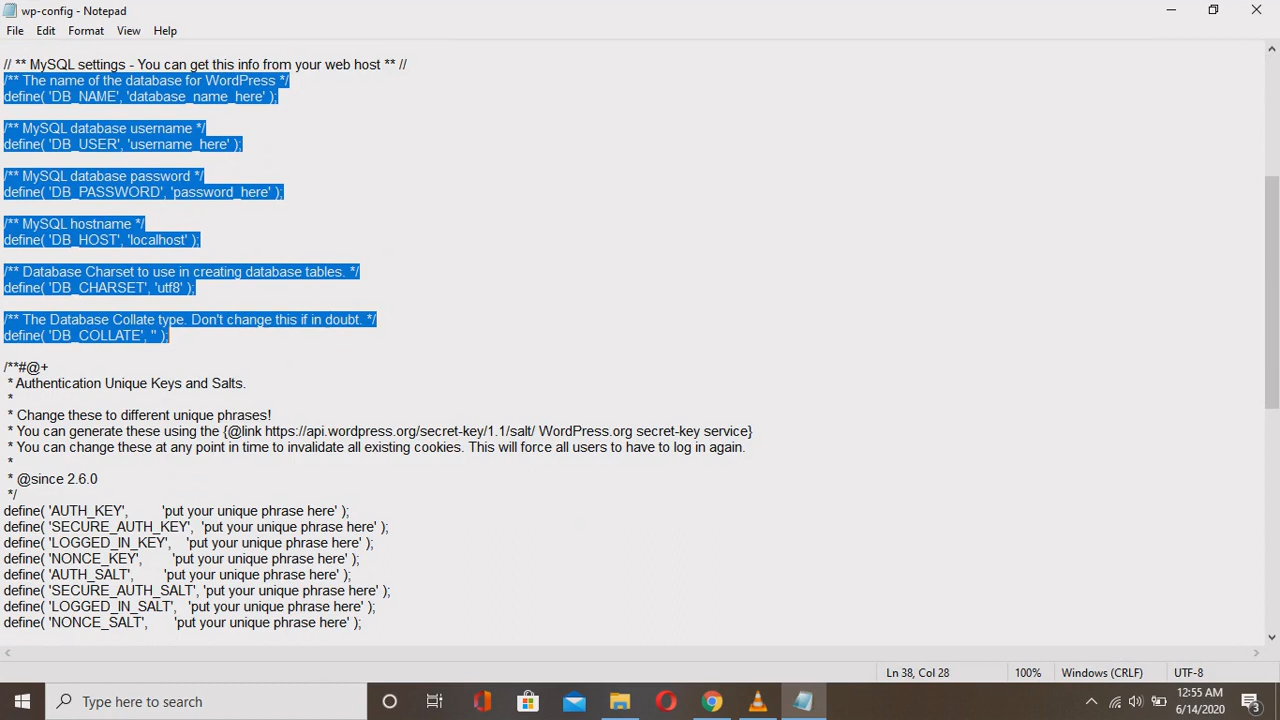 wp-config - Notepad
File Edit Format View Help
// ** MySQL settings - You can get this info from your web host ** //
/** The name of the database for WordPress */
define( 'DB_NAME', 'database_name_here' );
/** MySQL database username */
define( 'DB_USER', 'username_here' );
/** MySQL database password */
define( 'DB_PASSWORD', 'password_here' );
/** MySQL hostname */
define( 'DB_HOST', 'localhost' );
/** Database Charset to use in creating database tables. */
define( 'DB_CHARSET', 'utf8' );
/** The Database Collate type. Don't change this if in doubt. */
define( 'DB_COLLATE', '' );
/**#@+
* Authentication Unique Keys and Salts.
*
* Change these to different unique phrases!
* You can generate these using the {@link https://api.wordpress.org/secret-key/1.1/salt/ WordPress.org secret-key service}
* You can change these at any point in time to invalidate all existing cookies. This will force all users to have to log in again.
*
* @since 2.6.0
*/
define( 'AUTH_KEY', 'put your unique phrase here' );
define( 'SECURE_AUTH_KEY', 'put your unique phrase here' );
define( 'LOGGED_IN_KEY', 'put your unique phrase here' );
define( 'NONCE_KEY', 'put your unique phrase here' );
define( 'AUTH_SALT', 'put your unique phrase here' );
define( 'SECURE_AUTH_SALT', 'put your unique phrase here' );
define( 'LOGGED_IN_SALT', 'put your unique phrase here' );
define( 'NONCE_SALT', 'put your unique phrase here' );
Ln 38, Col 28 100% Windows (CRLF) UTF-8
Type here to search
12:55 AM
6/14/2020
3